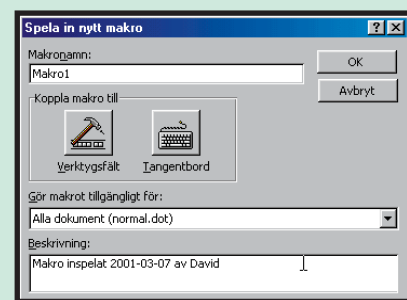 Spela in nytt makro
Makronamn:
Makro1
OK
Avbryt
Koppla makro till
Verktygsfält
Tangentbord
Gör makrot tillgängligt för:
Alla dokument (normal.dot)
Beskrivning:
Makro inspelat 2001-03-07 av David